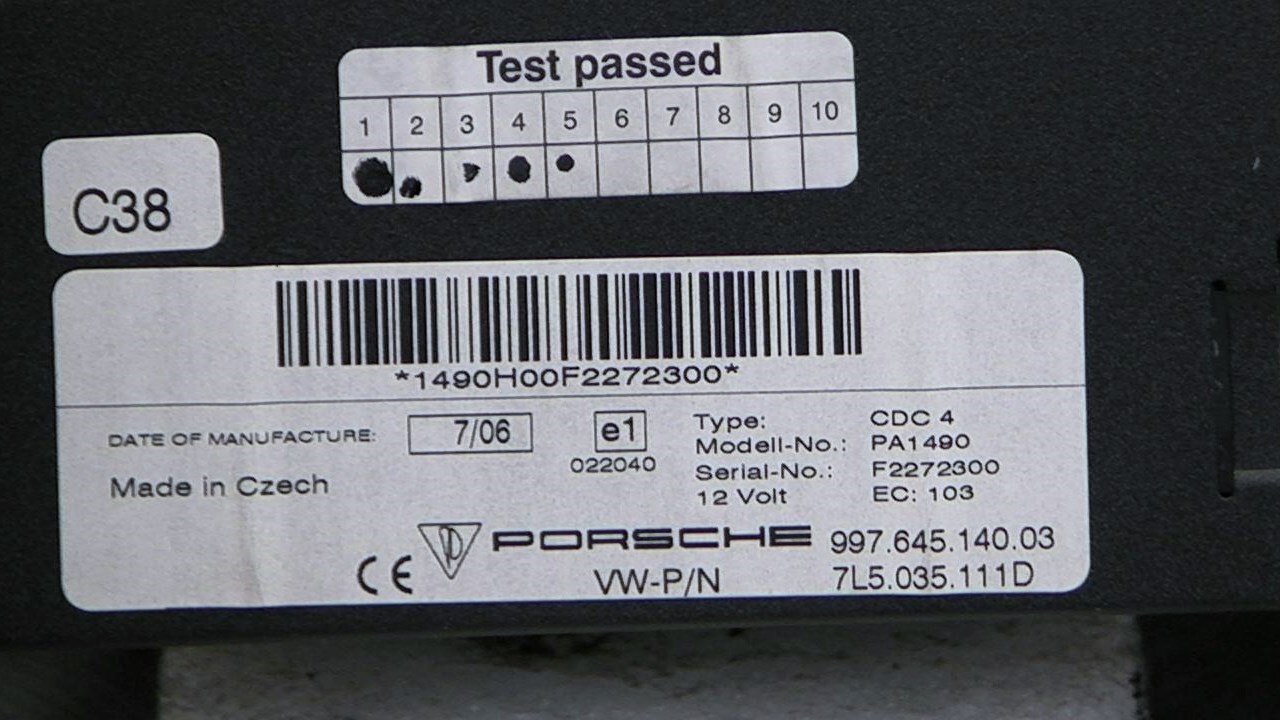 Test passed
1 2 3 4 5 6 7 8 9 10
C38
*1490H00F2272300*
DATE OF MANUFACTURE: 7/06
e1
022040
Made in Czech
Type: CDC 4
Modell-No.: PA1490
Serial-No.: F2272300
12 Volt EC: 103
CE PORSCHE 997.645.140.03
VW-P/N 7L5.035.111D